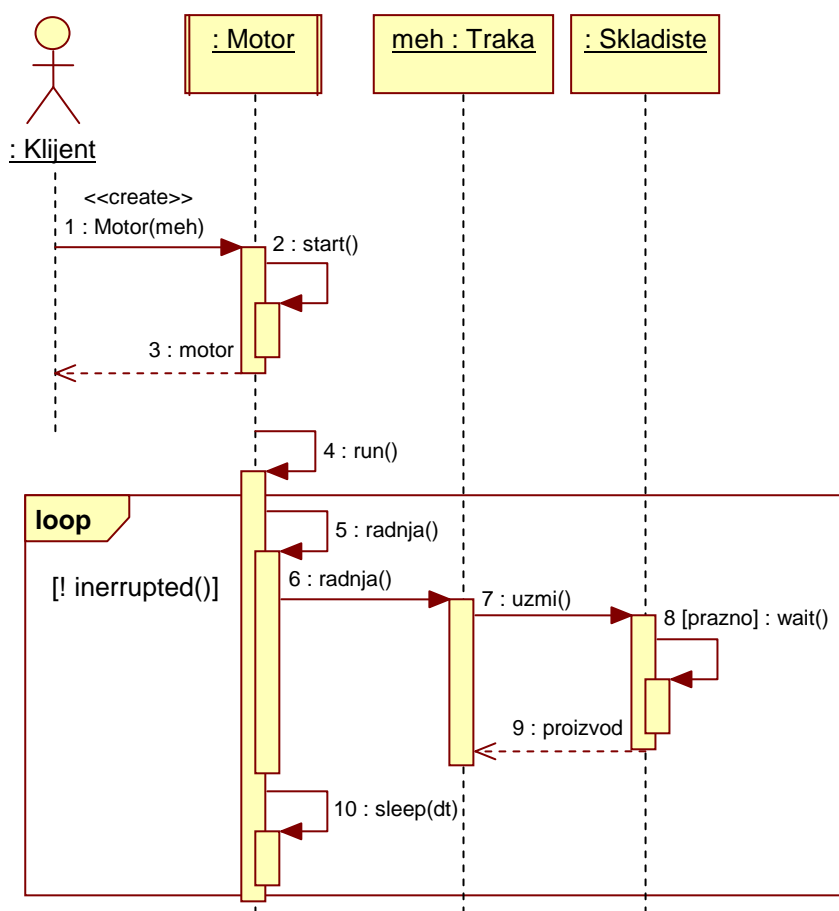 : Motor
meh : Traka
: Skladiste
: Klijent
<<create>>
1 : Motor(meh)
2 : start()
3 : motor
4 : run()
loop
5 : radnja()
[! inerrupted()]
6 : radnja()
7 : uzmi()
8 [prazno] : wait()
9 : proizvod
10 : sleep(dt)